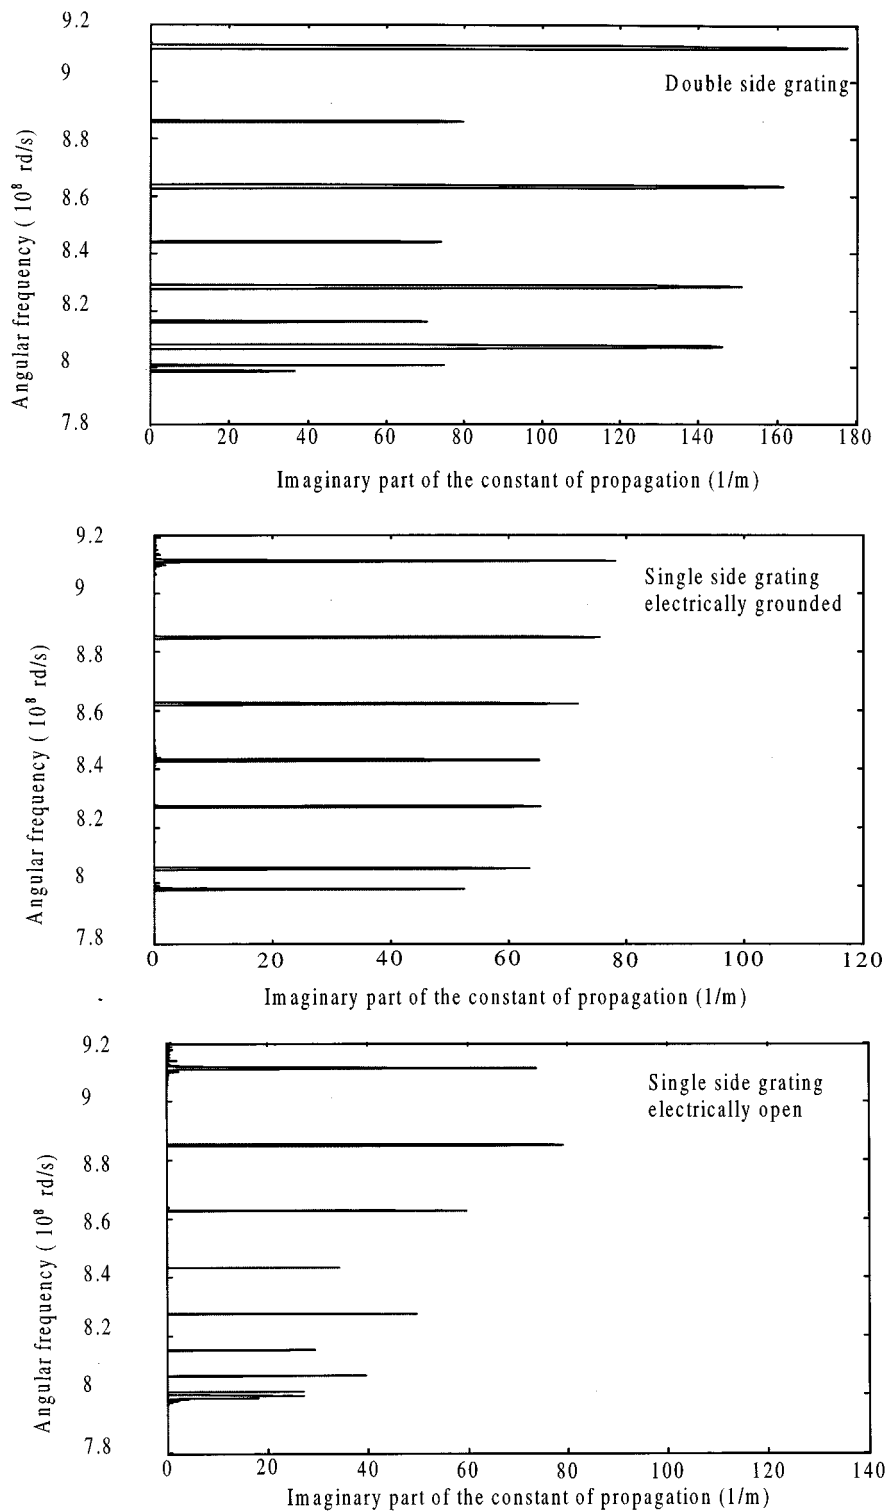 9.2
9
8.8
8.6
8.4
8.2
8
7.8
Angular frequency ( 10⁸ rd/s)
Double side grating
0 20 40 60 80 100 120 140 160 180
Imaginary part of the constant of propagation (1/m)
9.2
9
8.8
8.6
8.4
8.2
8
7.8
Angular frequency ( 10⁸ rd/s)
Single side grating
electrically grounded
0 20 40 60 80 100 120
Imaginary part of the constant of propagation (1/m)
9.2
9
8.8
8.6
8.4
8.2
8
7.8
Angular frequency ( 10⁸ rd/s)
Single side grating
electrically open
0 20 40 60 80 100 120 140
Imaginary part of the constant of propagation (1/m)